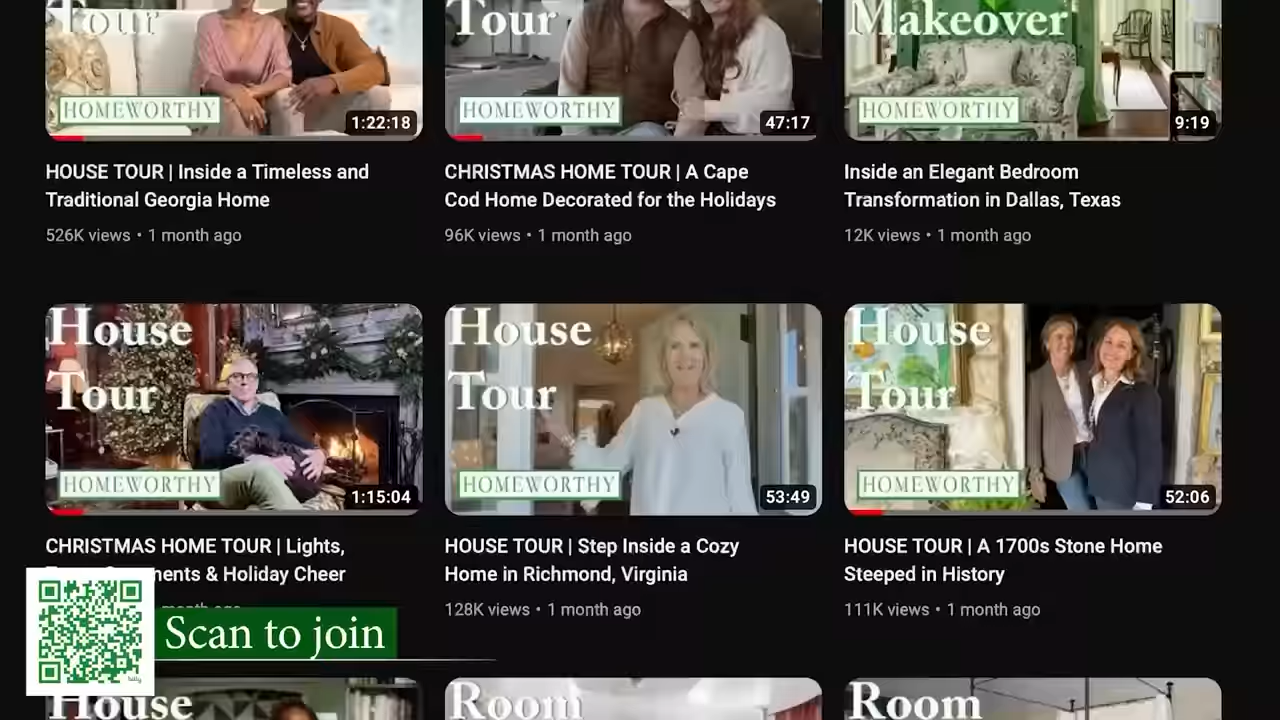 Tour
Tour
Makeover
HOMEWORTHY
HOMEWORTHY
HOMEWORTHY
1:22:18
47:17
9:19
HOUSE TOUR | Inside a Timeless and
Traditional Georgia Home
526K views • 1 month ago
CHRISTMAS HOME TOUR | A Cape
Cod Home Decorated for the Holidays
96K views • 1 month ago
Inside an Elegant Bedroom
Transformation in Dallas, Texas
12K views • 1 month ago
House
Tour
HOMEWORTHY
1:15:04
House
Tour
HOMEWORTHY
53:49
House
Tour
HOMEWORTHY
52:06
CHRISTMAS HOME TOUR | Lights,
& Holiday Cheer
HOUSE TOUR | Step Inside a Cozy
Home in Richmond, Virginia
128K views • 1 month ago
HOUSE TOUR | A 1700s Stone Home
Steeped in History
111K views • 1 month ago
Scan to join
House
Room
Room